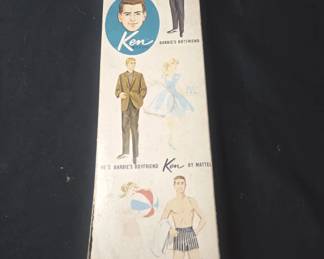 Ken
BARBIE'S BOYFRIEND
HE'S BARBIE'S BOYFRIEND Ken BY MATTEL